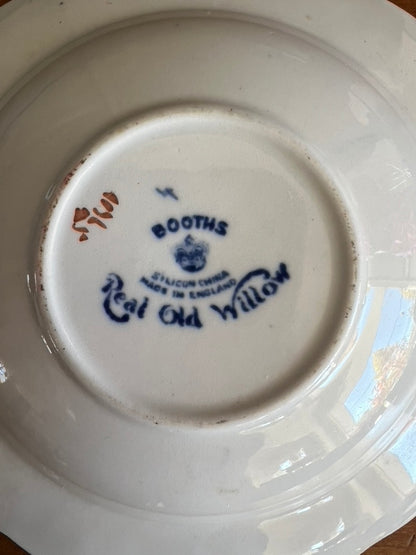 BOOTHS
SILICON CHINA
MADE IN ENGLAND
Real Old Willow